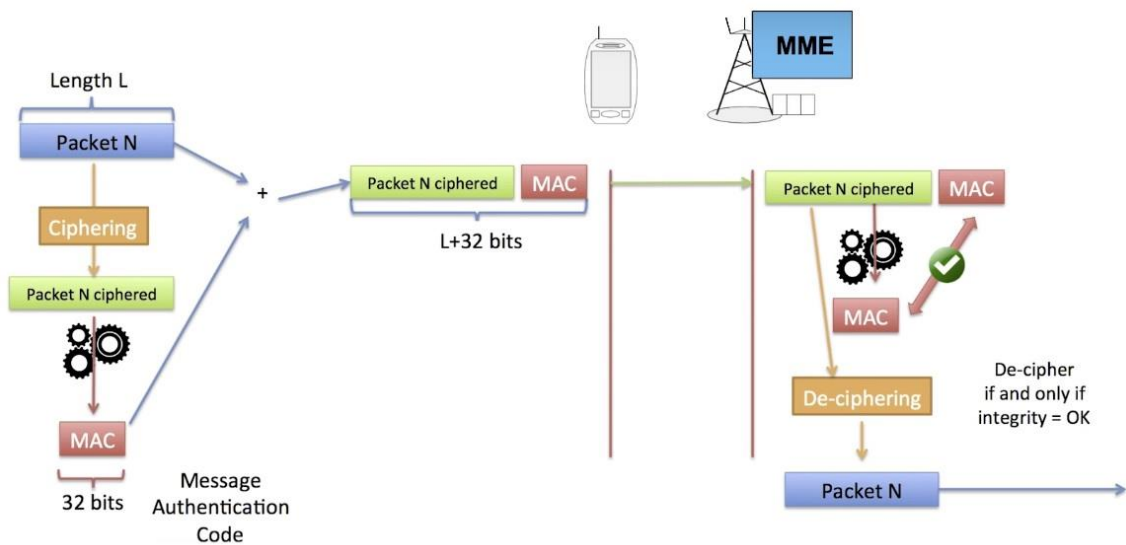 Length L
Packet N
Ciphering
Packet N ciphered
MAC
32 bits
Message
Authentication
Code
+
Packet N ciphered
MAC
L+32 bits
MME
Packet N ciphered
MAC
MAC
De-ciphering
Packet N
De-cipher
if and only if
integrity = OK